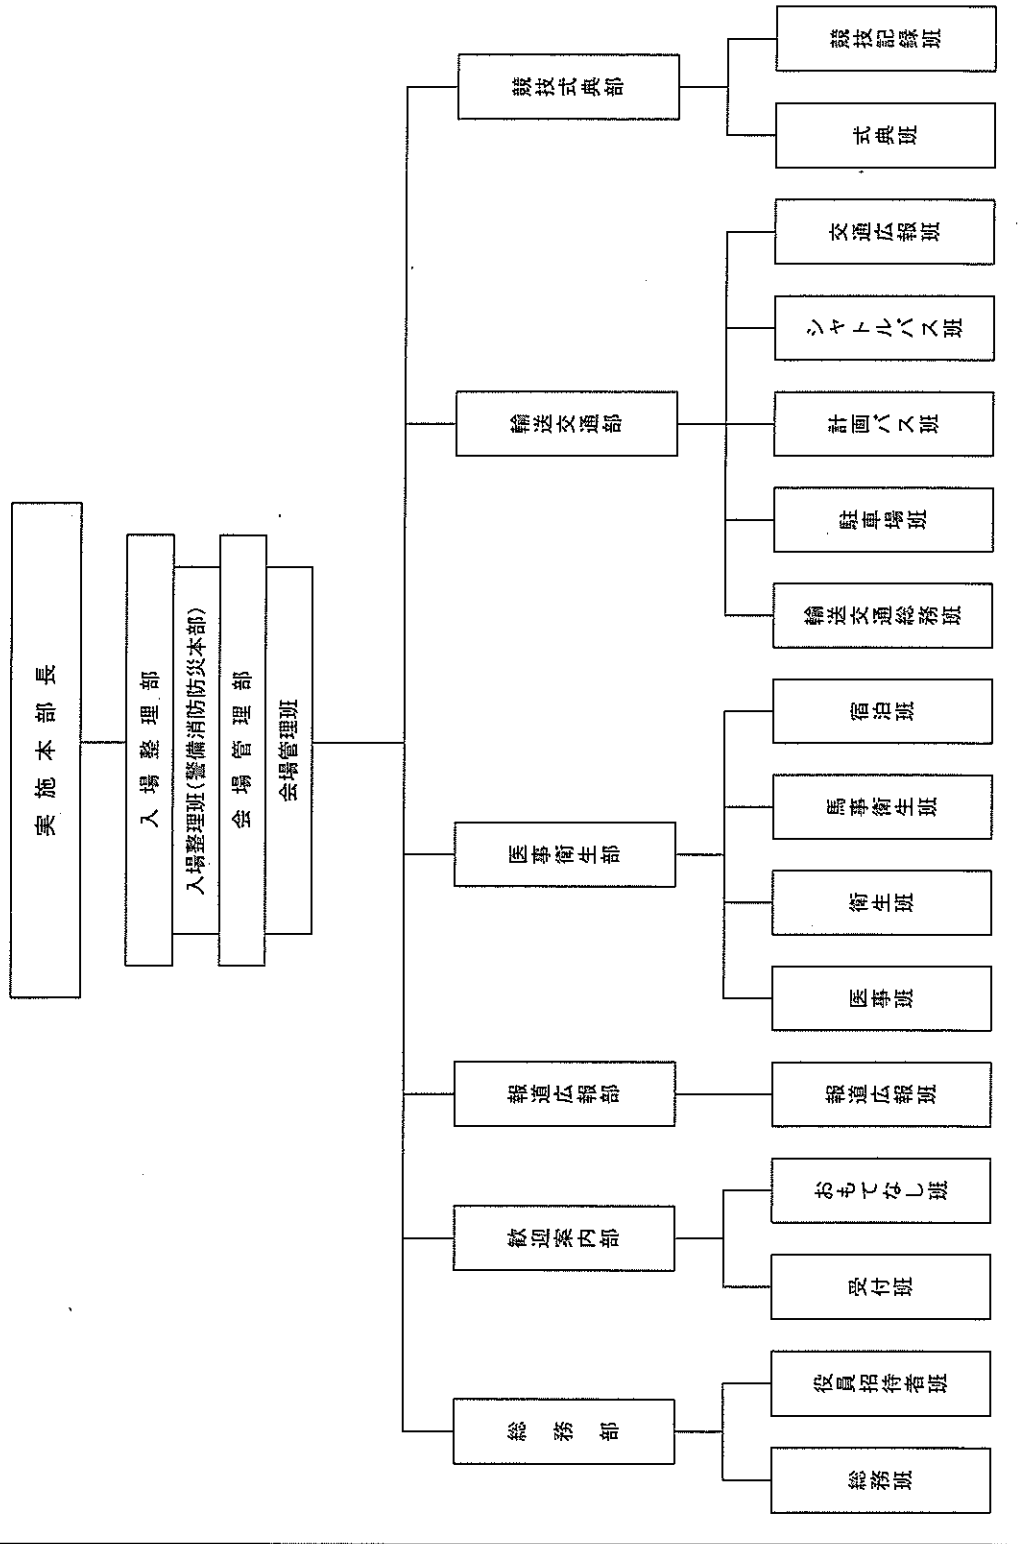 実施本部長
入場整理部
入場整理班(警備消防防災本部)
会場管理部
会場管理班
総務部
歓迎案内部
報道広報部
医事衛生部
輸送交通部
競技式典部
総務班
役員招待者班
受付班
おもてなし班
報道広報班
医事班
衛生班
馬事衛生班
宿泊班
輸送交通総務班
駐車場班
計画バス班
シャトルバス班
交通広報班
式典班
競技記録班